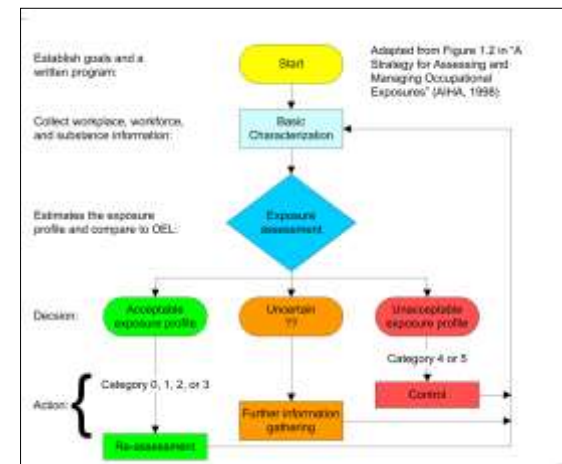 Establish goals and a
written program:
Start
Adapted from Figure 1.2 in "A
Strategy for Assessing and
Managing Occupational
Exposures" (AIHA, 1998)
Collect workplace, workforce,
and substance information:
Basic
Characterization
Estimates the exposure
profile and compare to OEL:
Exposure
assessment
Decision:
Acceptable
exposure profile
Uncertain
??
Unacceptable
exposure profile
Category 4 or 5
Category 0, 1, 2, or 3
Action:
Control
Further information
gathering
Re-assessment